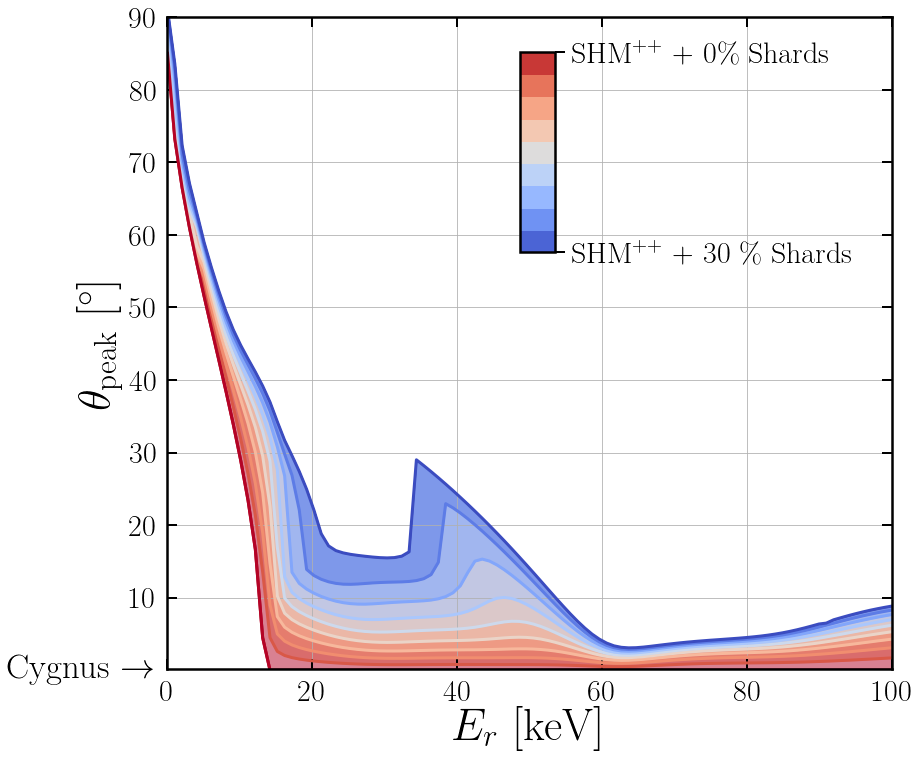 90
80
70
60
50
40
30
20
10
θ_peak [°]
SHM⁺⁺ + 0% Shards
SHM⁺⁺ + 30 % Shards
Cygnus →
0 20 40 60 80 100
E_r [keV]